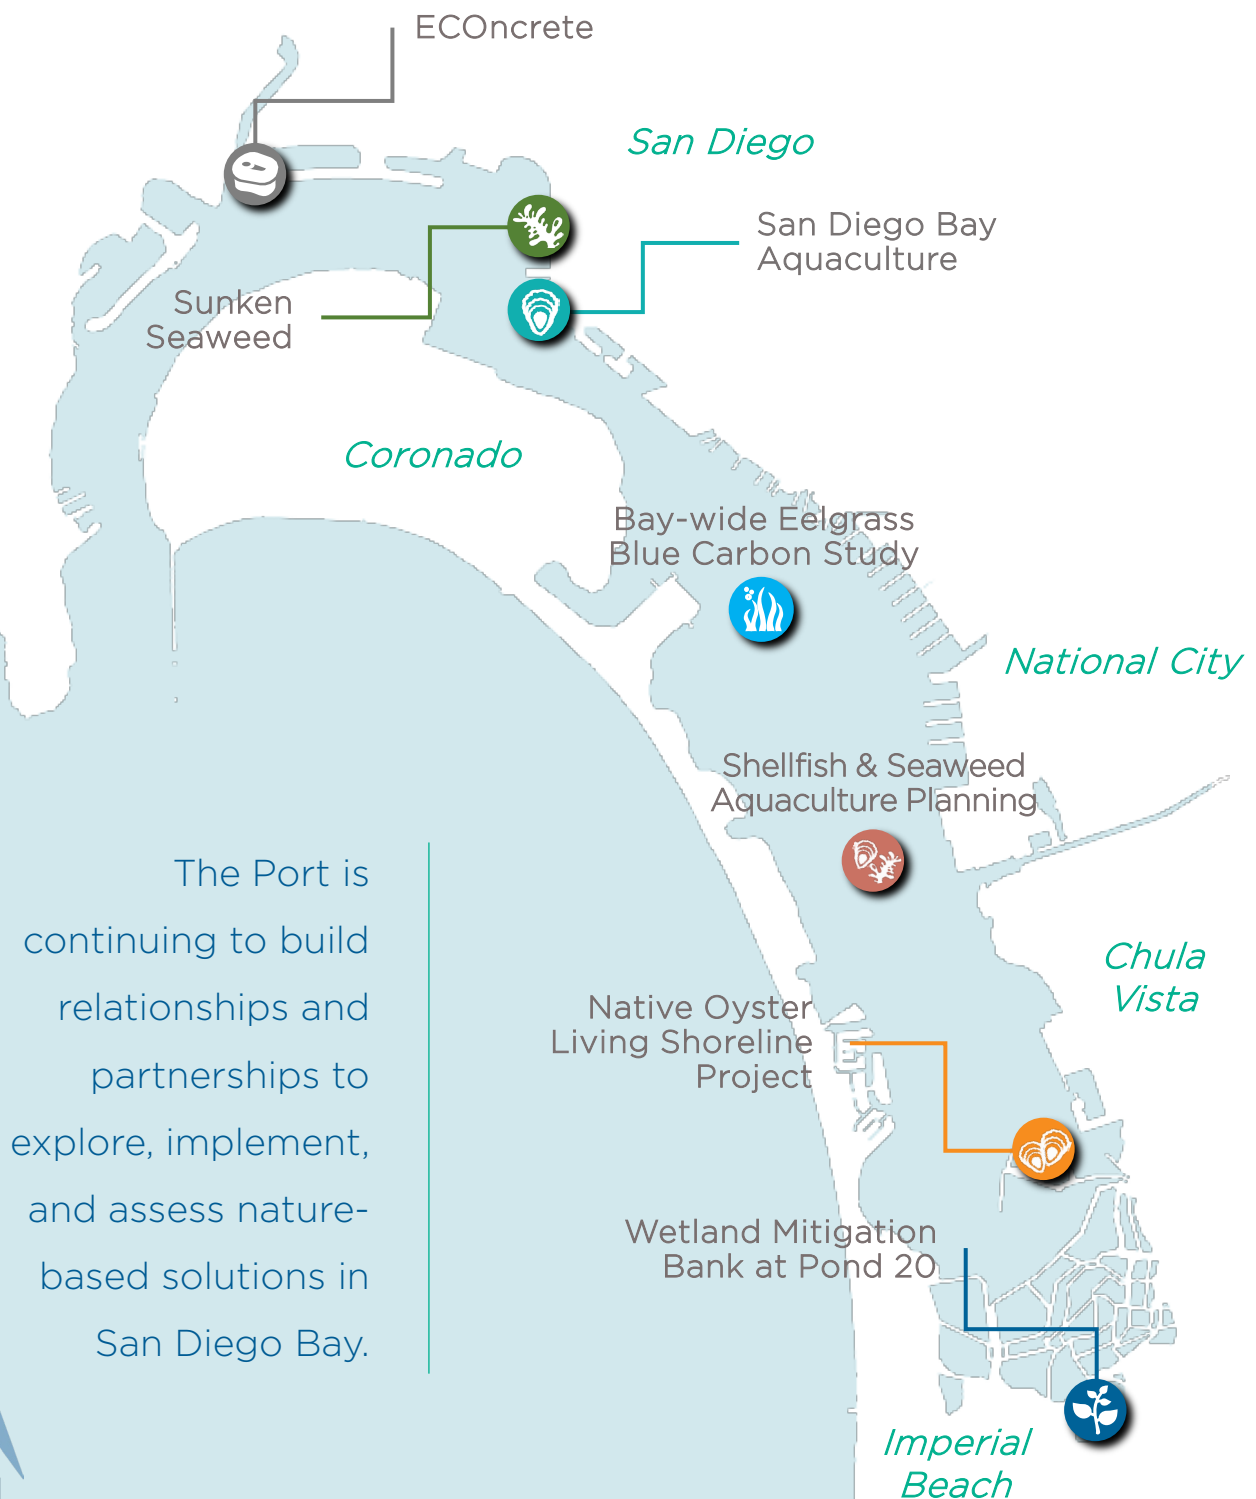 ECOncrete
San Diego
San Diego Bay
Aquaculture
Sunken
Seaweed
Coronado
Bay-wide Eelgrass
Blue Carbon Study
National City
Shellfish & Seaweed
Aquaculture Planning
The Port is
continuing to build
relationships and
partnerships to
explore, implement,
and assess nature-
based solutions in
San Diego Bay.
Chula
Vista
Native Oyster
Living Shoreline
Project
Wetland Mitigation
Bank at Pond 20
Imperial
Beach